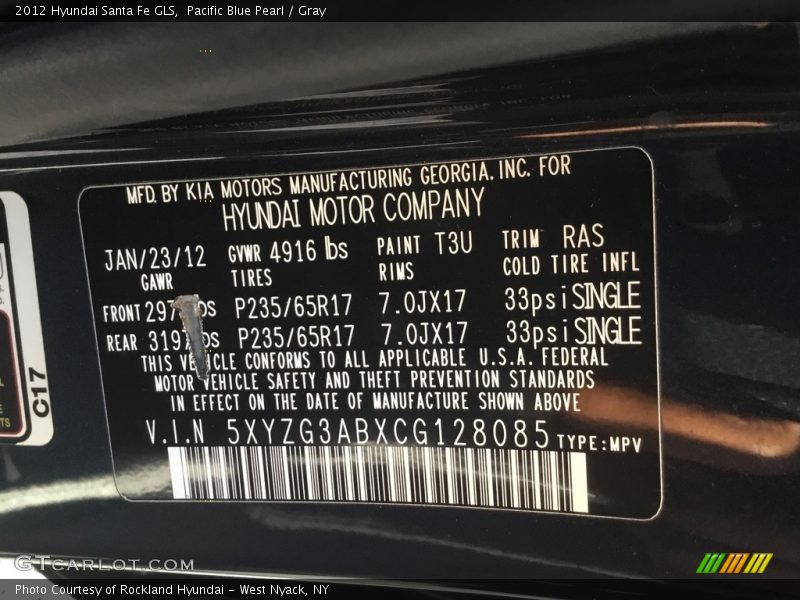 2012 Hyundai Santa Fe GLS, Pacific Blue Pearl / Gray
MFD. BY KIA MOTORS MANUFACTURING GEORGIA. INC. FOR
HYUNDAI MOTOR COMPANY
JAN/23/12 GVWR 4916 lbs PAINT T3U TRIM RAS
GAWR TIRES RIMS COLD TIRE INFL
FRONT P235/65R17 7.0JX17 33psi SINGLE
REAR P235/65R17 7.0JX17 33psi SINGLE
THIS VEHICLE CONFORMS TO ALL APPLICABLE U.S.A. FEDERAL
MOTOR VEHICLE SAFETY AND THEFT PREVENTION STANDARDS
IN EFFECT ON THE DATE OF MANUFACTURE SHOWN ABOVE
V.I.N 5XYZG3ABXCG128085 TYPE:MPV
C17
GTcarlot.com
Photo Courtesy of Rockland Hyundai - West Nyack, NY